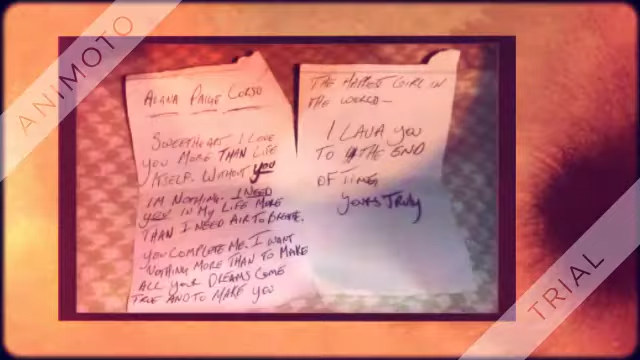 ANIMOTO
ALANA PAIGE CORSO
SWEETHEART I LOVE
YOU MORE THAN LIFE
ITSELF. WITHOUT you
I'M NOTHING. I NEED
YOU IN MY LIFE MORE
THAN I NEED AIR TO BREATHE.
YOU COMPLETE ME. I WANT
NOTHING MORE THAN TO MAKE
ALL YOUR DREAMS COME
TRUE AND TO MAKE YOU
THE HAPPIEST GIRL IN
THE WORLD—
I LAVA YOU
TO THE END
OF TIME
YOURS TRULY
TRIAL